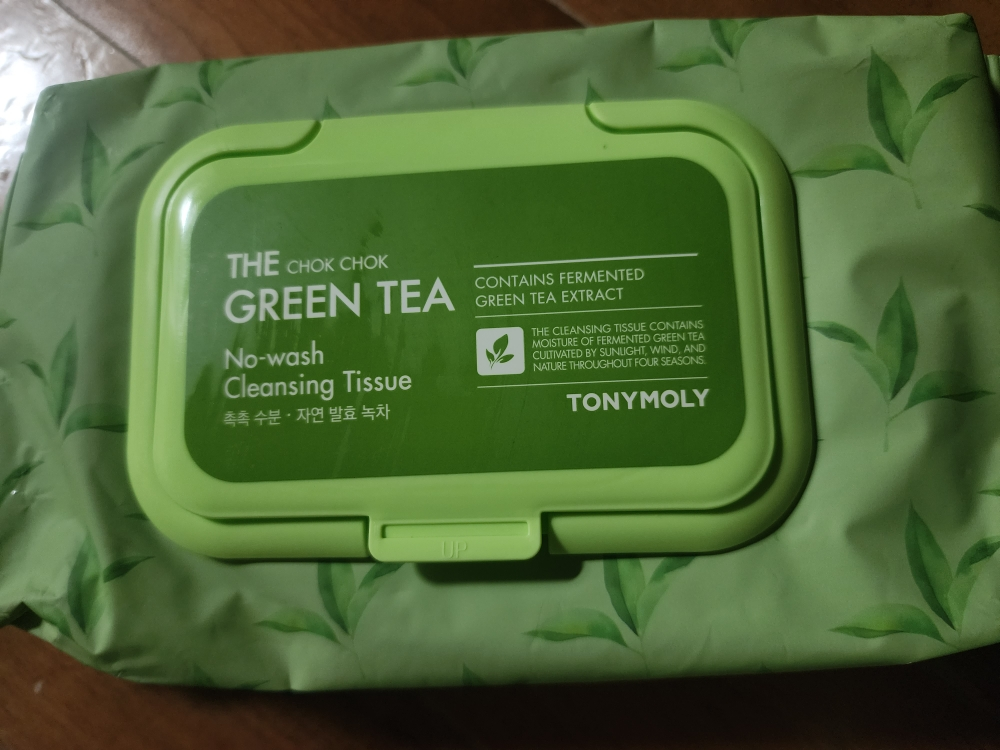 THE CHOK CHOK
GREEN TEA
No-wash
Cleansing Tissue
촉촉 수분 · 자연 발효 녹차
CONTAINS FERMENTED
GREEN TEA EXTRACT
THE CLEANSING TISSUE CONTAINS
MOISTURE OF FERMENTED GREEN TEA
CULTIVATED BY SUNLIGHT, WIND, AND
NATURE THROUGHOUT FOUR SEASONS.
TONYMOLY
UP